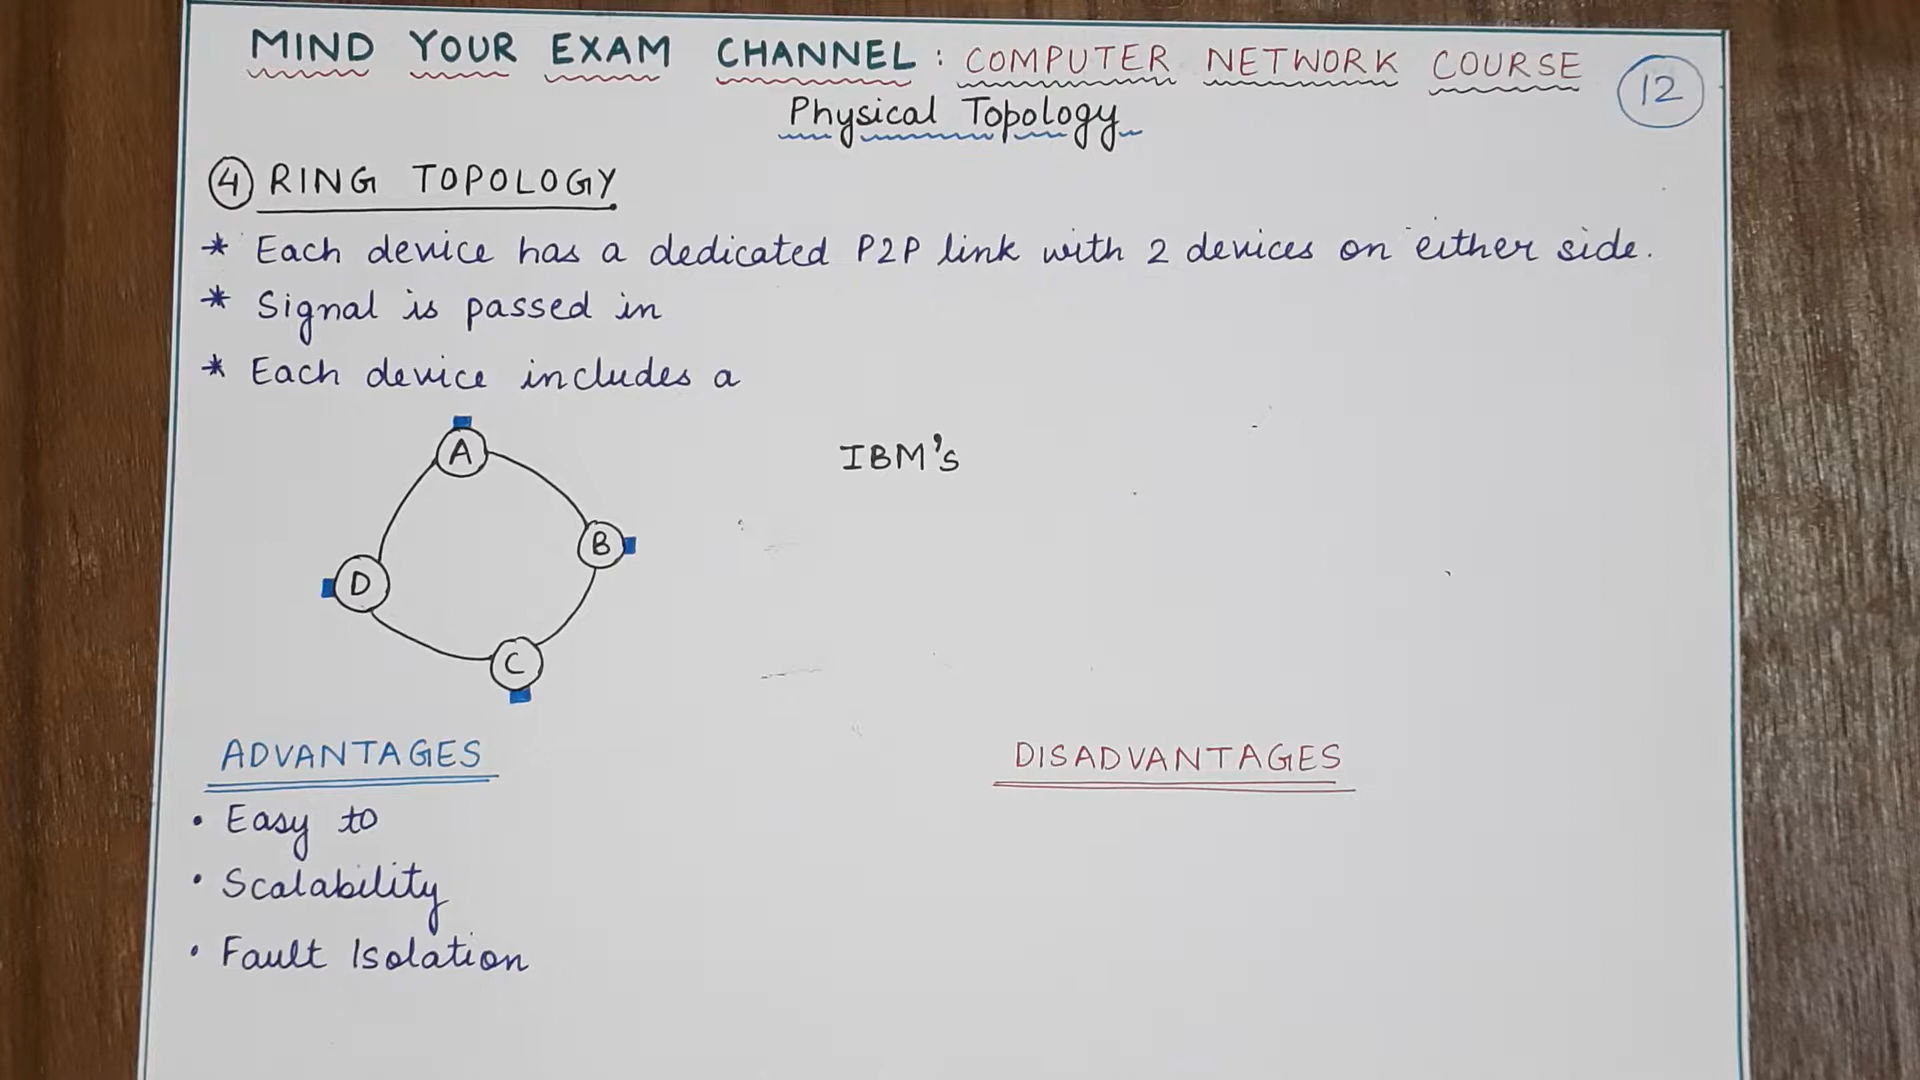 MIND YOUR EXAM CHANNEL : COMPUTER NETWORK COURSE
12
Physical Topology
4 RING TOPOLOGY
* Each device has a dedicated P2P link with 2 devices on either side.
* Signal is passed in
* Each device includes a
A
IBM's
B
D
C
ADVANTAGES
DISADVANTAGES
• Easy to
• Scalability
• Fault Isolation